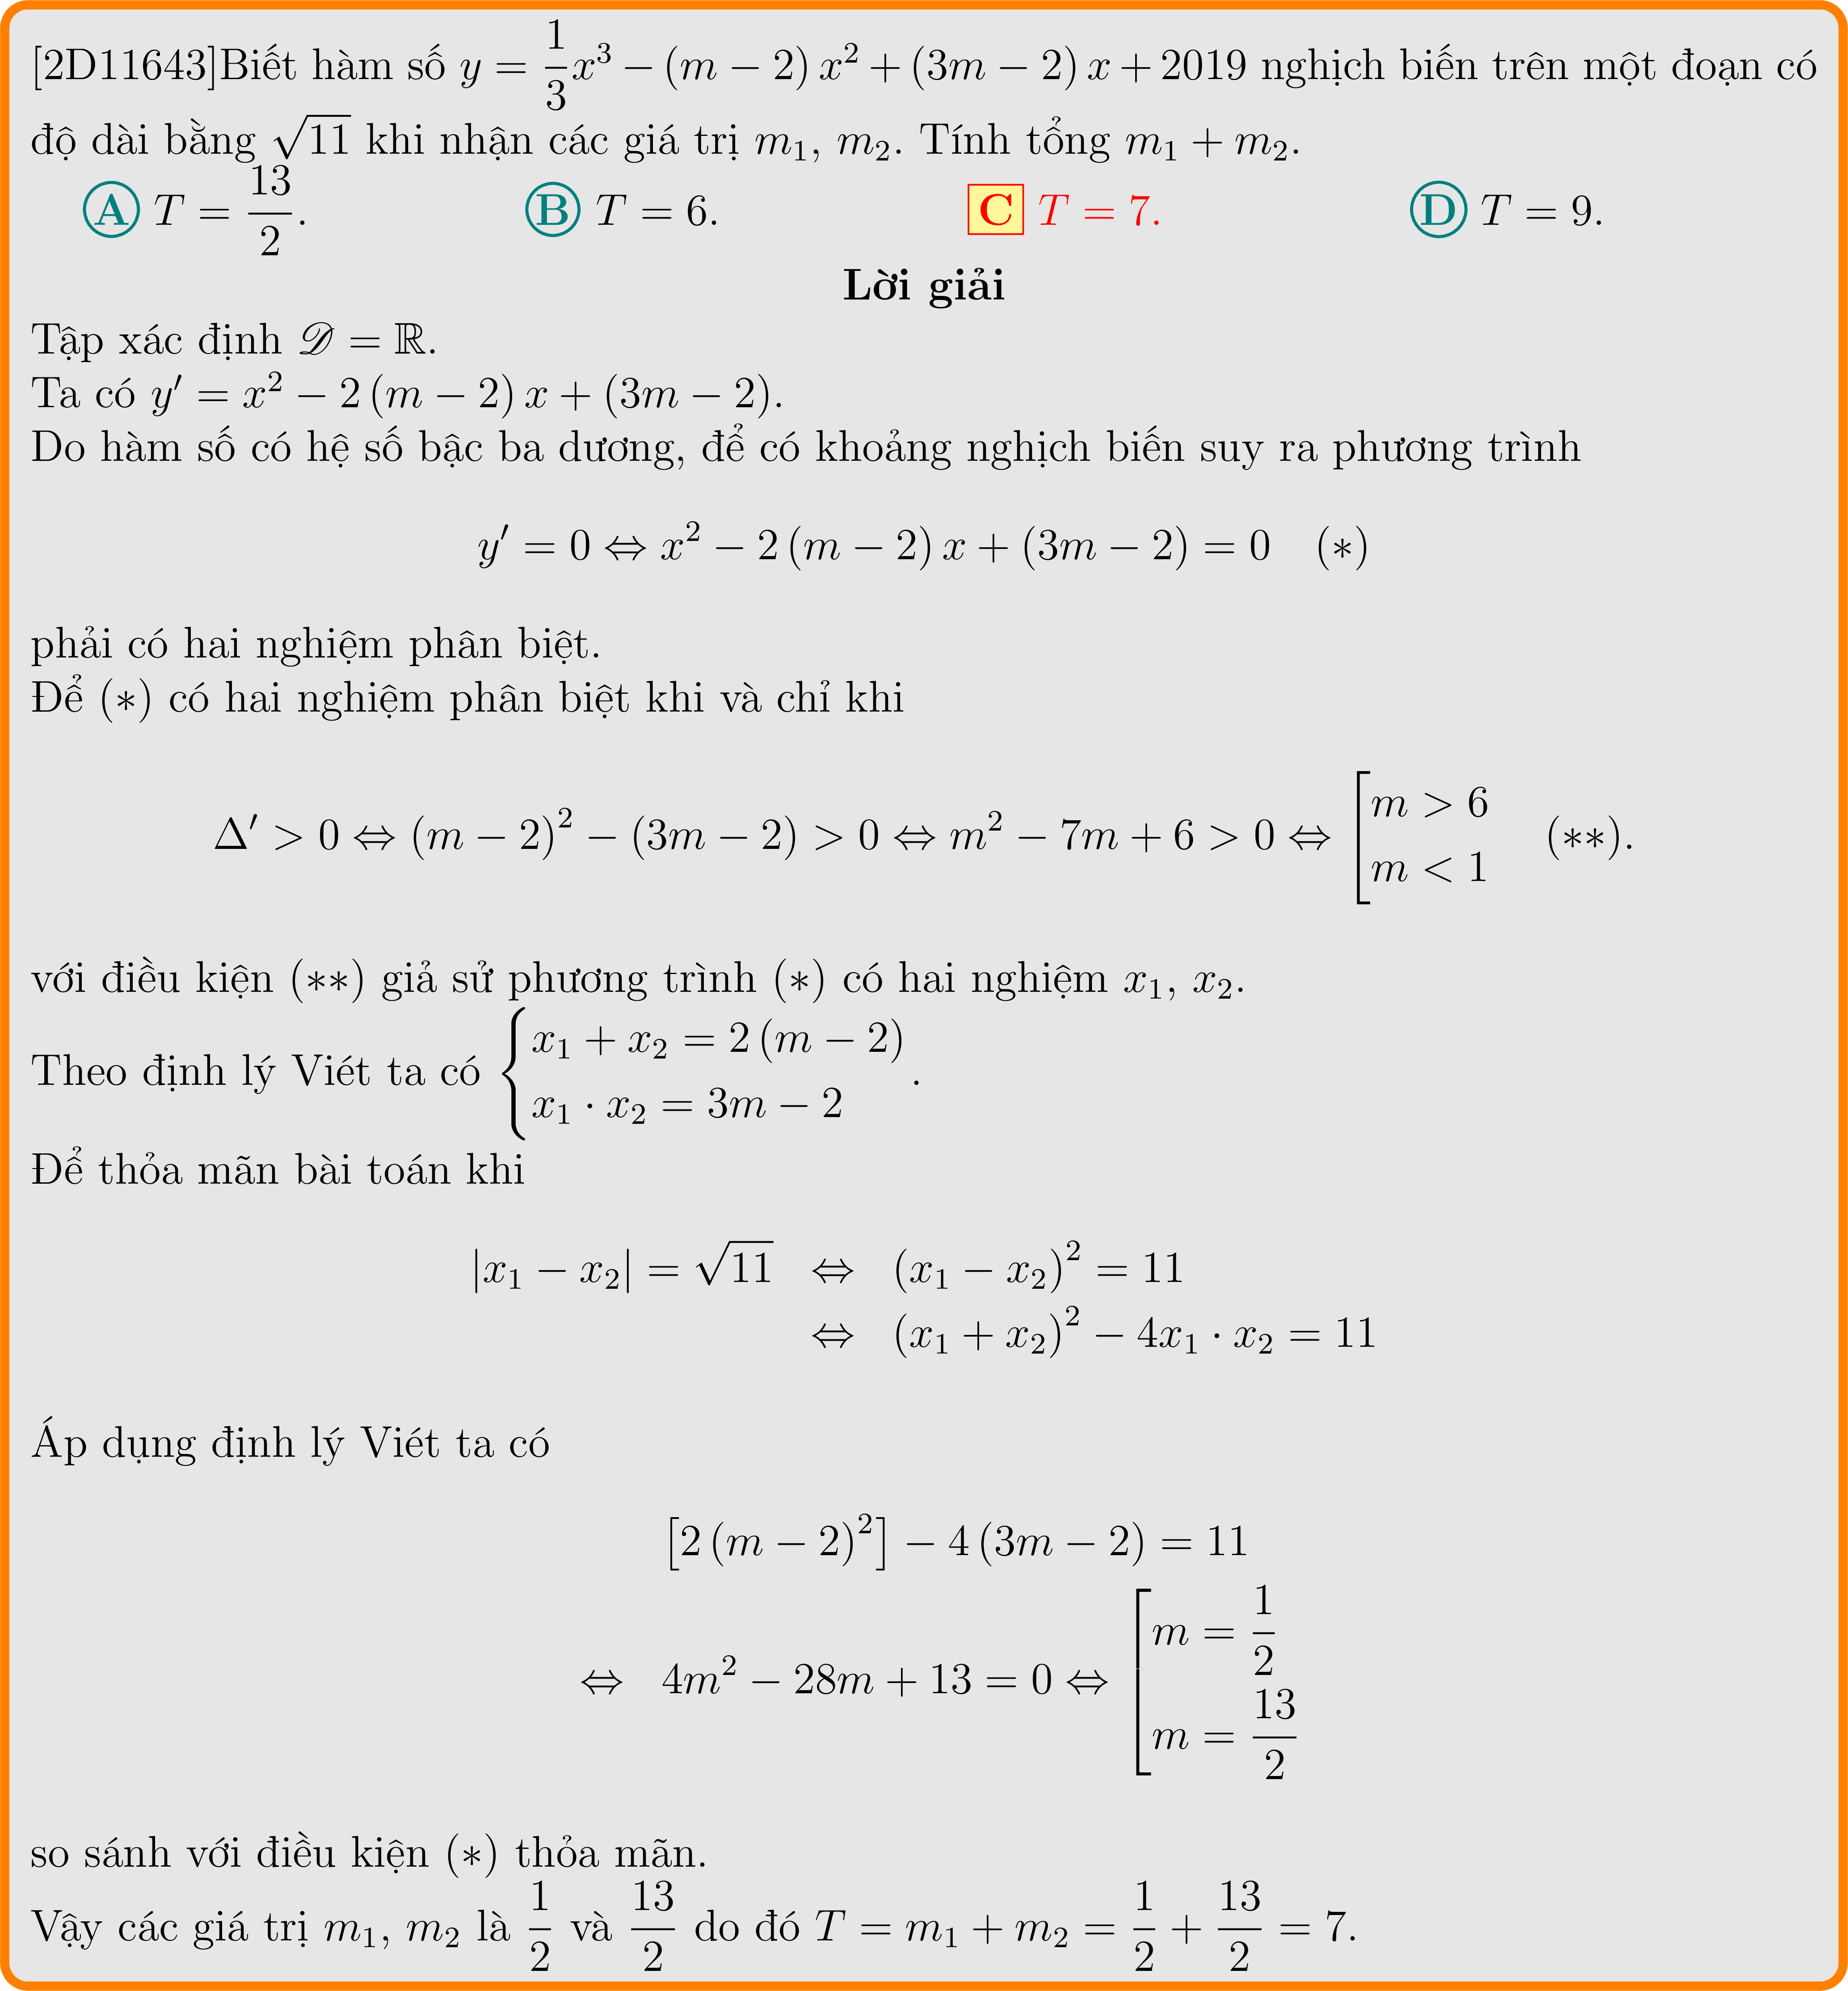 [2D11643]Biết hàm số $y = \dfrac{1}{3}x^3 - (m-2)\,x^2 + (3m-2)\,x + 2019$ nghịch biến trên một đoạn có
độ dài bằng $\sqrt{11}$ khi nhận các giá trị $m_1$, $m_2$. Tính tổng $m_1 + m_2$.
A $T = \dfrac{13}{2}$. B $T = 6$. C $T = 7$. D $T = 9$.
Lời giải
Tập xác định $\mathscr{D} = \mathbb{R}$.
Ta có $y' = x^2 - 2(m-2)\,x + (3m-2)$.
Do hàm số có hệ số bậc ba dương, để có khoảng nghịch biến suy ra phương trình
$y' = 0 \Leftrightarrow x^2 - 2(m-2)\,x + (3m-2) = 0 \quad (*)$
phải có hai nghiệm phân biệt.
Để $(*)$ có hai nghiệm phân biệt khi và chỉ khi
$\Delta' > 0 \Leftrightarrow (m-2)^2 - (3m-2) > 0 \Leftrightarrow m^2 - 7m + 6 > 0 \Leftrightarrow \left[\begin{array}{l} m > 6 \\ m < 1 \end{array}\right. \quad (**)$.
với điều kiện $(**)$ giả sử phương trình $(*)$ có hai nghiệm $x_1$, $x_2$.
Theo định lý Viét ta có $\begin{cases} x_1 + x_2 = 2(m-2) \\ x_1 \cdot x_2 = 3m-2 \end{cases}$.
Để thỏa mãn bài toán khi
$|x_1 - x_2| = \sqrt{11} \Leftrightarrow (x_1 - x_2)^2 = 11$
$\Leftrightarrow (x_1 + x_2)^2 - 4x_1 \cdot x_2 = 11$
Áp dụng định lý Viét ta có
$\left[2(m-2)^2\right] - 4(3m-2) = 11$
$\Leftrightarrow 4m^2 - 28m + 13 = 0 \Leftrightarrow \left[\begin{array}{l} m = \dfrac{1}{2} \\ m = \dfrac{13}{2} \end{array}\right.$
so sánh với điều kiện $(*)$ thỏa mãn.
Vậy các giá trị $m_1$, $m_2$ là $\dfrac{1}{2}$ và $\dfrac{13}{2}$ do đó $T = m_1 + m_2 = \dfrac{1}{2} + \dfrac{13}{2} = 7$.